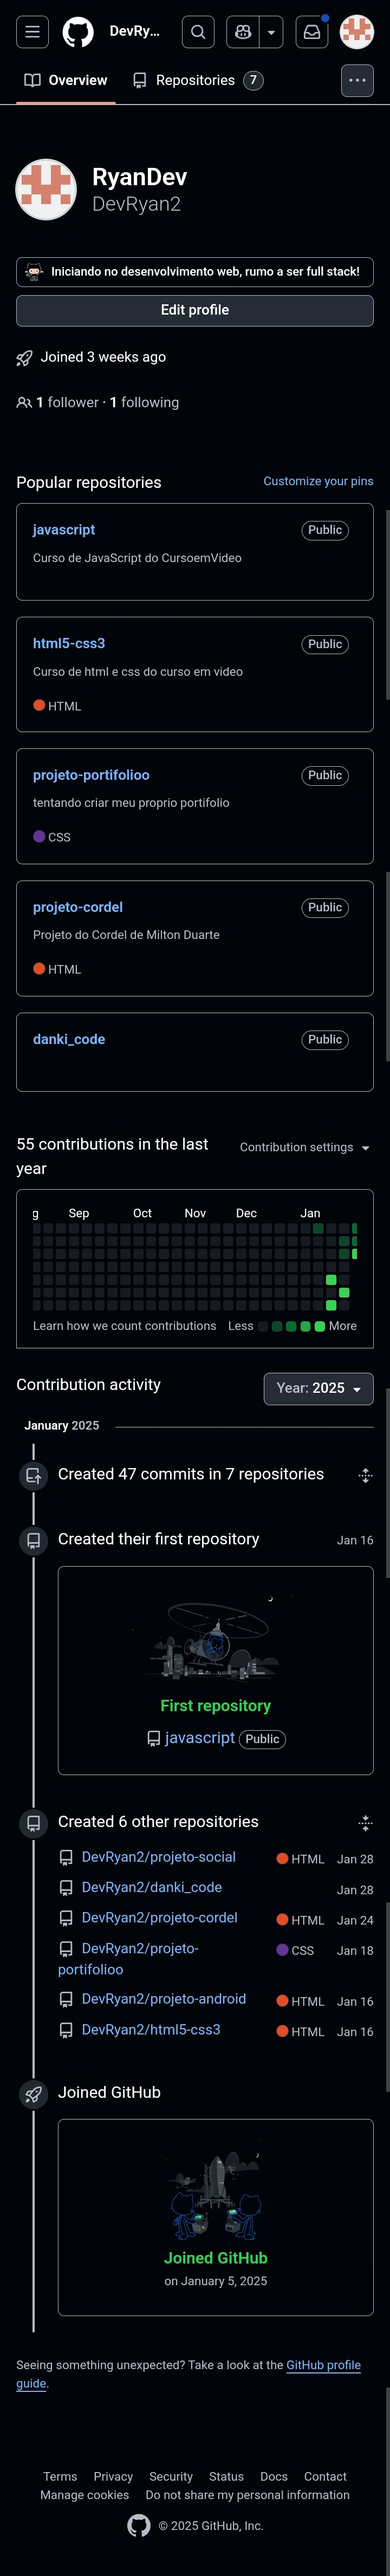 DevRy...
Overview
Repositories 7
RyanDev
DevRyan2
Iniciando no desenvolvimento web, rumo a ser full stack!
Edit profile
Joined 3 weeks ago
1 follower · 1 following
Popular repositories
Customize your pins
javascript
Public
Curso de JavaScript do CursoemVideo
html5-css3
Public
Curso de html e css do curso em video
HTML
projeto-portifolioo
Public
tentando criar meu proprio portifolio
CSS
projeto-cordel
Public
Projeto do Cordel de Milton Duarte
HTML
danki_code
Public
55 contributions in the last
year
Contribution settings
g Sep Oct Nov Dec Jan
Learn how we count contributions
Less More
Contribution activity
Year: 2025
January 2025
Created 47 commits in 7 repositories
Created their first repository
Jan 16
First repository
javascript Public
Created 6 other repositories
DevRyan2/projeto-social HTML Jan 28
DevRyan2/danki_code Jan 28
DevRyan2/projeto-cordel HTML Jan 24
DevRyan2/projeto- CSS Jan 18
portifolioo
DevRyan2/projeto-android HTML Jan 16
DevRyan2/html5-css3 HTML Jan 16
Joined GitHub
Joined GitHub
on January 5, 2025
Seeing something unexpected? Take a look at the GitHub profile
guide.
Terms Privacy Security Status Docs Contact
Manage cookies Do not share my personal information
© 2025 GitHub, Inc.